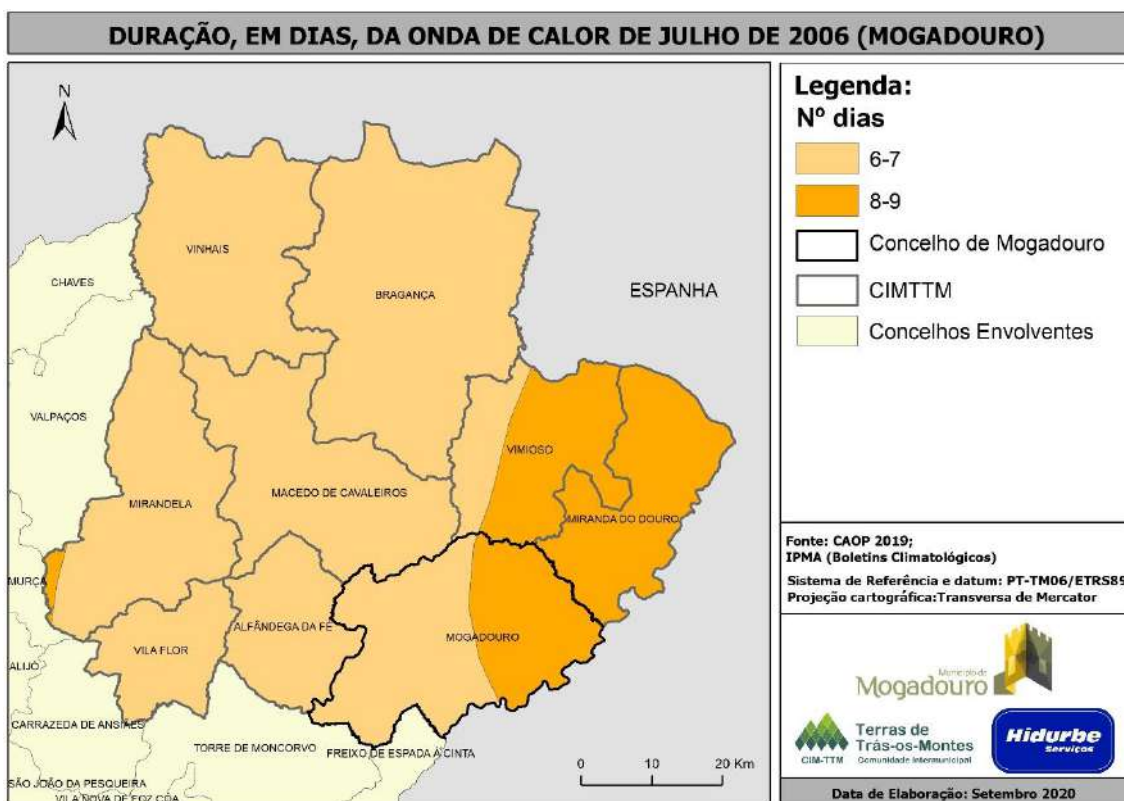 DURAÇÃO, EM DIAS, DA ONDA DE CALOR DE JULHO DE 2006 (MOGADOURO)
N
VINHAIS
CHAVES
BRAGANÇA
ESPANHA
VALPAÇOS
VIMIOSO
MACEDO DE CAVALEIROS
MIRANDELA
MIRANDA DO DOURO
MURÇA
ALFÂNDEGA DA FÉ
MOGADOURO
VILA FLOR
ALIJÓ
CARRAZEDA DE ANSIÃES
TORRE DE MONCORVO
FREIXO DE ESPADA À CINTA
SÃO JOÃO DA PESQUEIRA
VILA NOVA DE FOZ CÔA
0 10 20 Km
Legenda:
Nº dias
6-7
8-9
Concelho de Mogadouro
CIMTTM
Concelhos Envolventes
Fonte: CAOP 2019;
IPMA (Boletins Climatológicos)
Sistema de Referência e datum: PT-TM06/ETRS89
Projeção cartográfica:Transversa de Mercator
Município de
Mogadouro
Terras de
Trás-os-Montes
CIM-TTM Comunidade Intermunicipal
Hidurbe
Serviços
Data de Elaboração: Setembro 2020